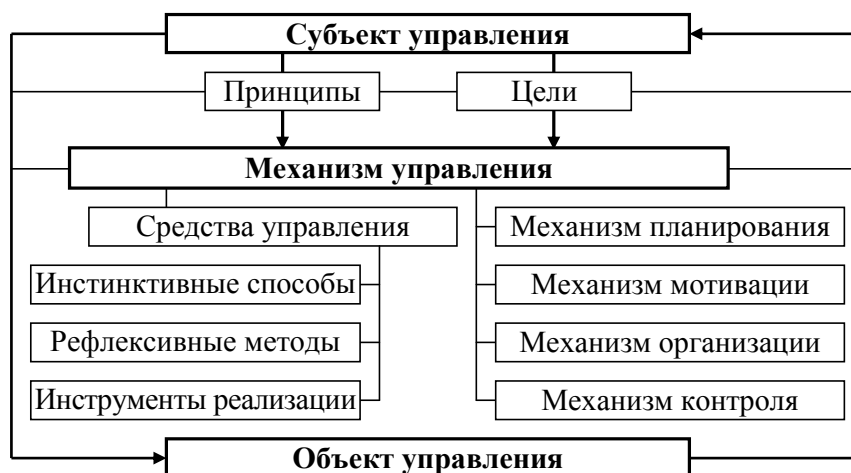 Субъект управления
Принципы
Цели
Механизм управления
Средства управления
Инстинктивные способы
Рефлексивные методы
Инструменты реализации
Механизм планирования
Механизм мотивации
Механизм организации
Механизм контроля
Объект управления